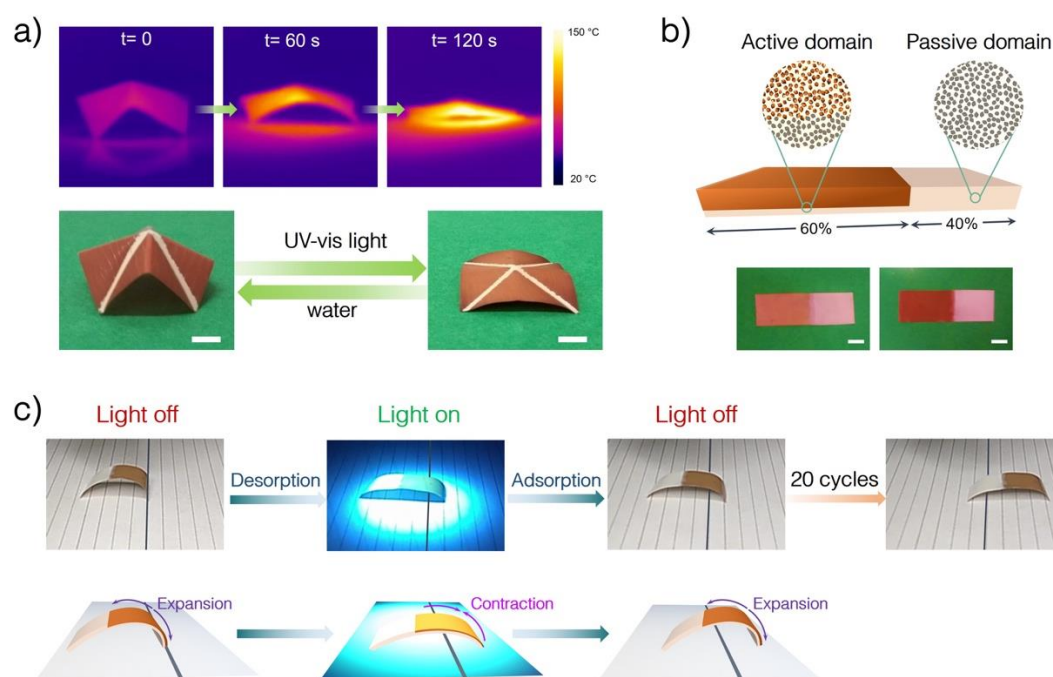 a)
t= 0
t= 60 s
t= 120 s
150 °C
20 °C
UV-vis light
water
b)
Active domain
Passive domain
60%
40%
c)
Light off
Light on
Light off
Desorption
Adsorption
20 cycles
Expansion
Contraction
Expansion